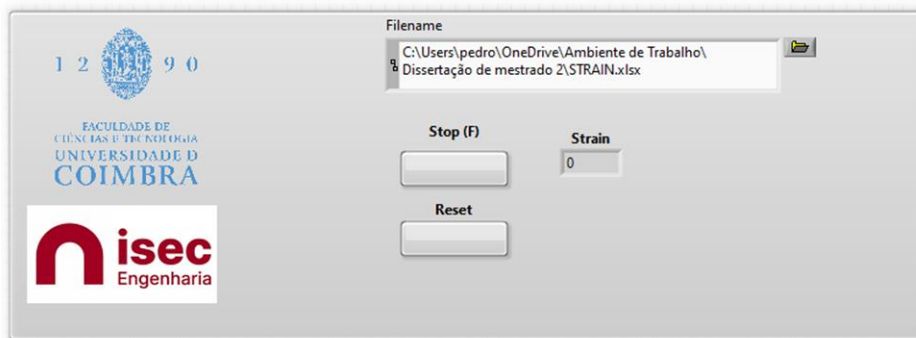 Filename
C:\Users\pedro\OneDrive\Ambiente de Trabalho\
Dissertação de mestrado 2\STRAIN.xlsx
1 2 9 0
FACULDADE DE
CIÊNCIAS E TECNOLOGIA
UNIVERSIDADE D
COIMBRA
isec
Engenharia
Stop (F)
Strain
0
Reset